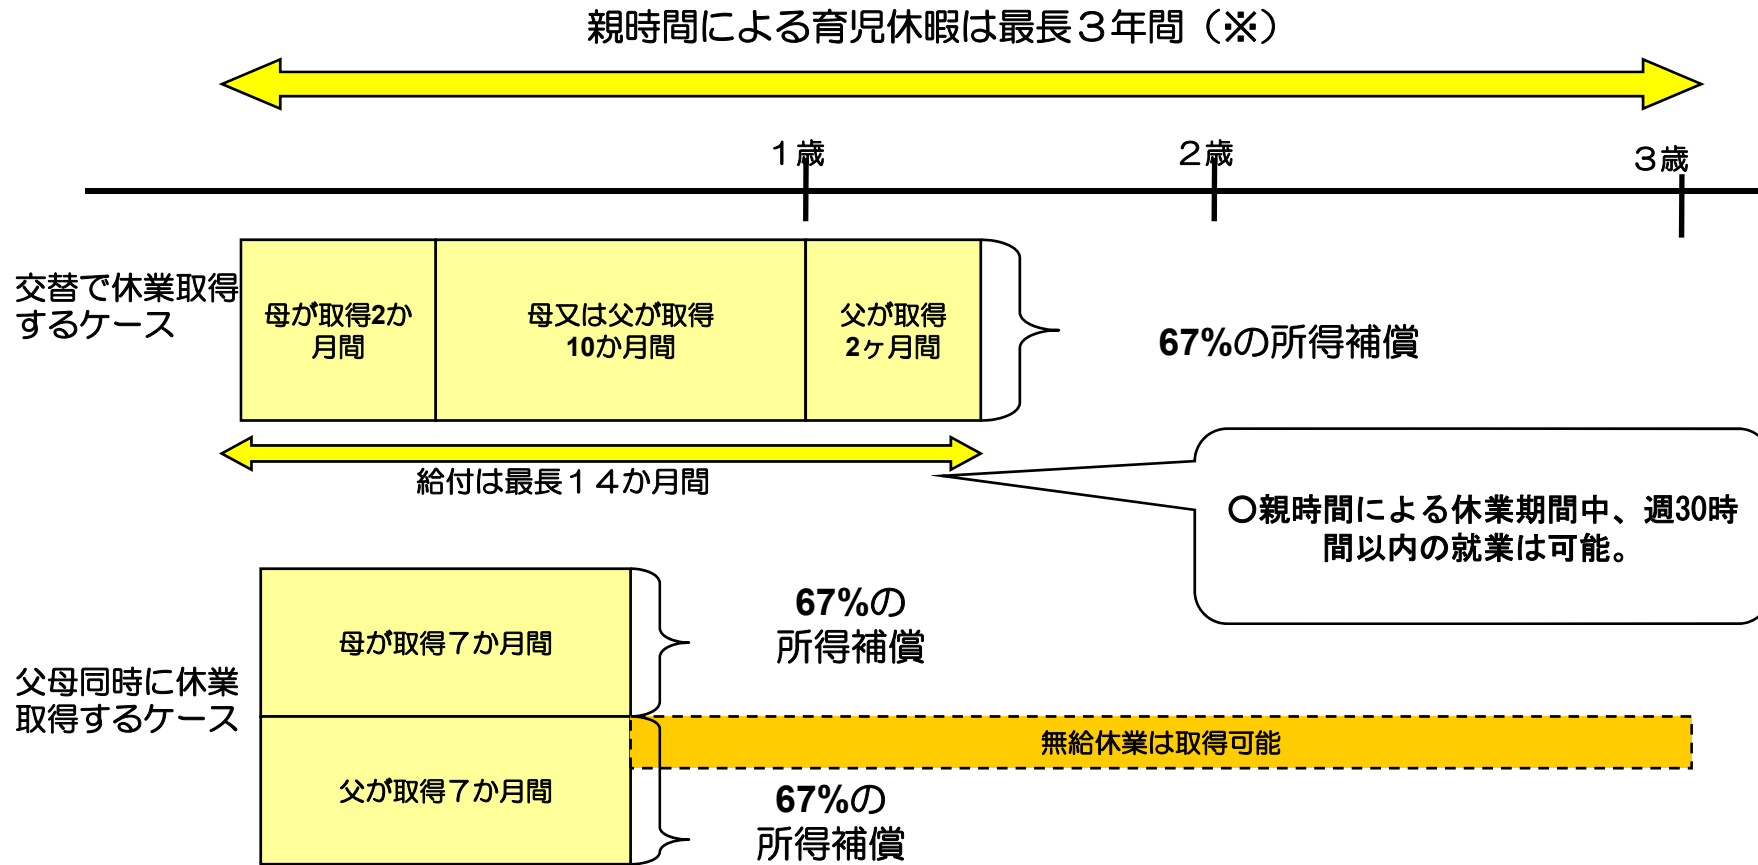 親時間による育児休暇は最長３年間（※）
１歳
２歳
３歳
交替で休業取得
するケース
母が取得2か
月間
母又は父が取得
10か月間
父が取得
2ヶ月間
67%の所得補償
給付は最長１４か月間
○親時間による休業期間中、週30時
間以内の就業は可能。
父母同時に休業
取得するケース
母が取得７か月間
67%の
所得補償
無給休業は取得可能
父が取得７か月間
67%の
所得補償